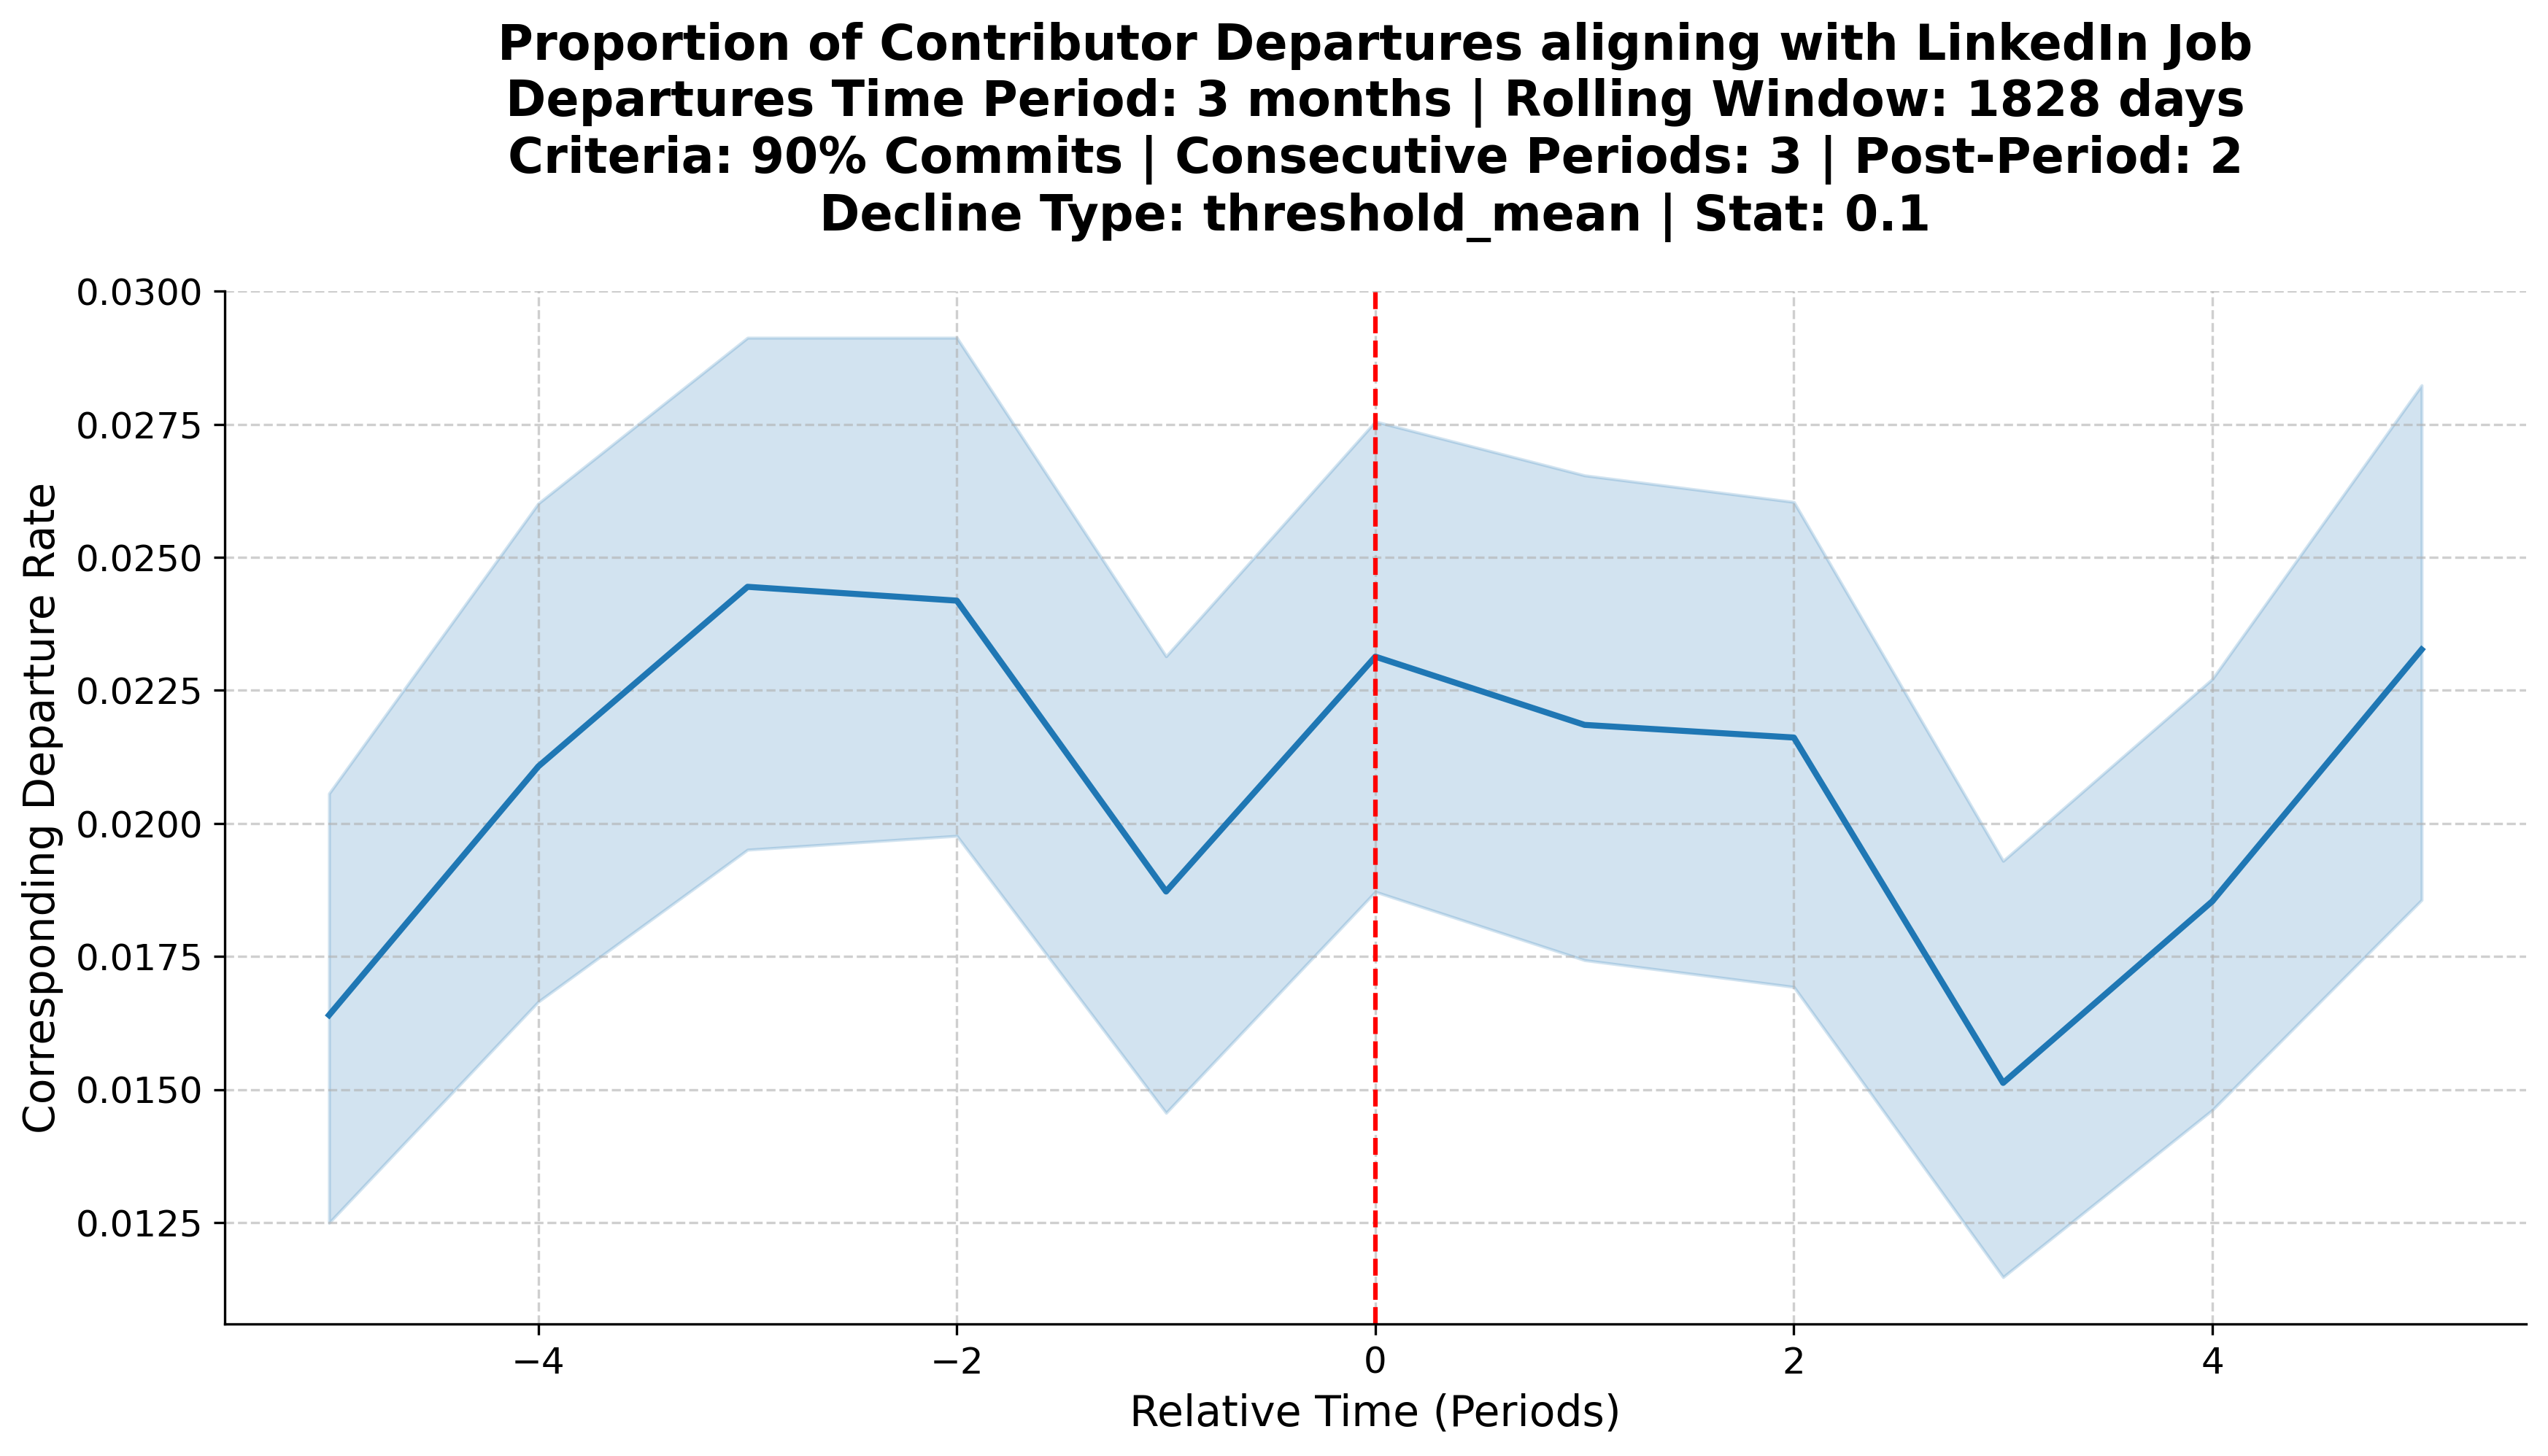 Proportion of Contributor Departures aligning with LinkedIn Job
Departures Time Period: 3 months | Rolling Window: 1828 days
Criteria: 90% Commits | Consecutive Periods: 3 | Post-Period: 2
Decline Type: threshold_mean | Stat: 0.1
0.0300
0.0275
0.0250
0.0225
0.0200
0.0175
0.0150
0.0125
Corresponding Departure Rate
−4
−2
0
2
4
Relative Time (Periods)